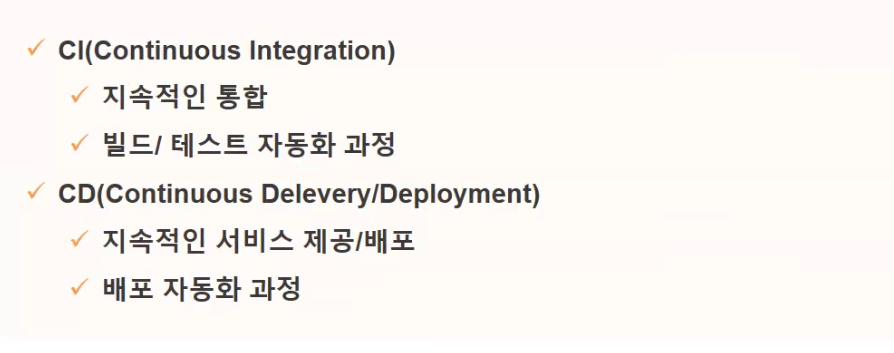 CI(Continuous Integration)
지속적인 통합
빌드/ 테스트 자동화 과정
CD(Continuous Delevery/Deployment)
지속적인 서비스 제공/배포
배포 자동화 과정